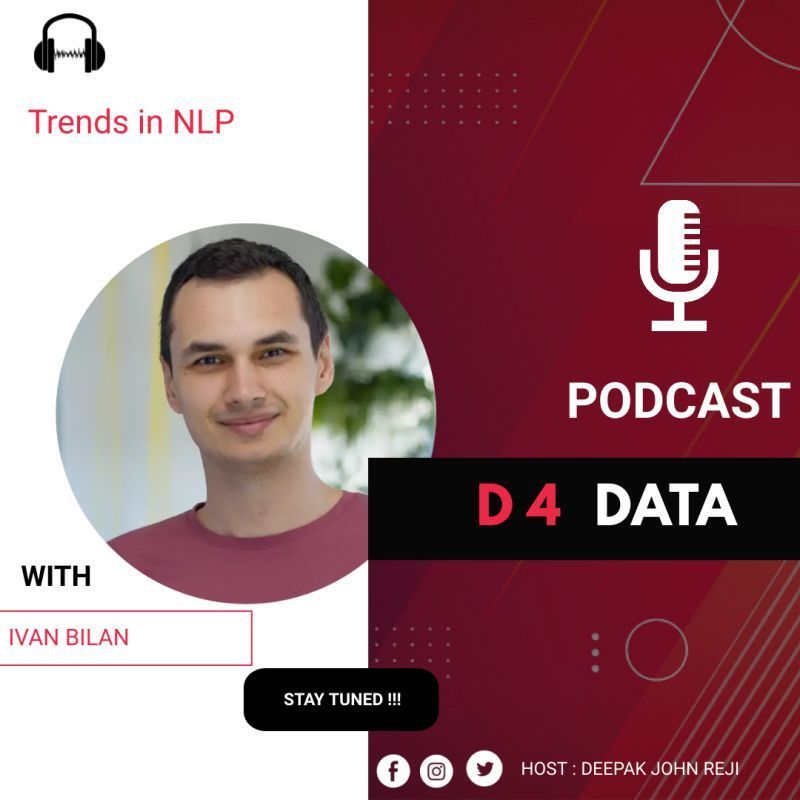 Trends in NLP
PODCAST
D 4 DATA
WITH
IVAN BILAN
STAY TUNED !!!
HOST : DEEPAK JOHN REJI